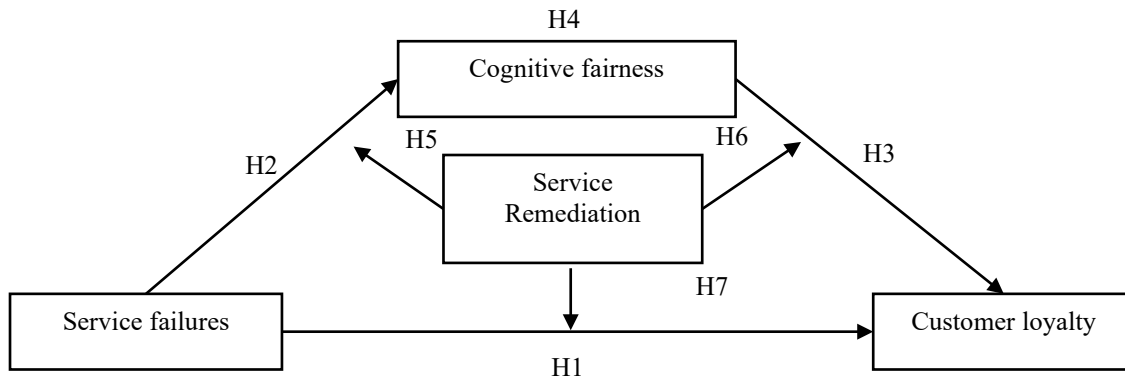 H4
Cognitive fairness
H5
H6
H2
H3
Service
Remediation
H7
Service failures
Customer loyalty
H1